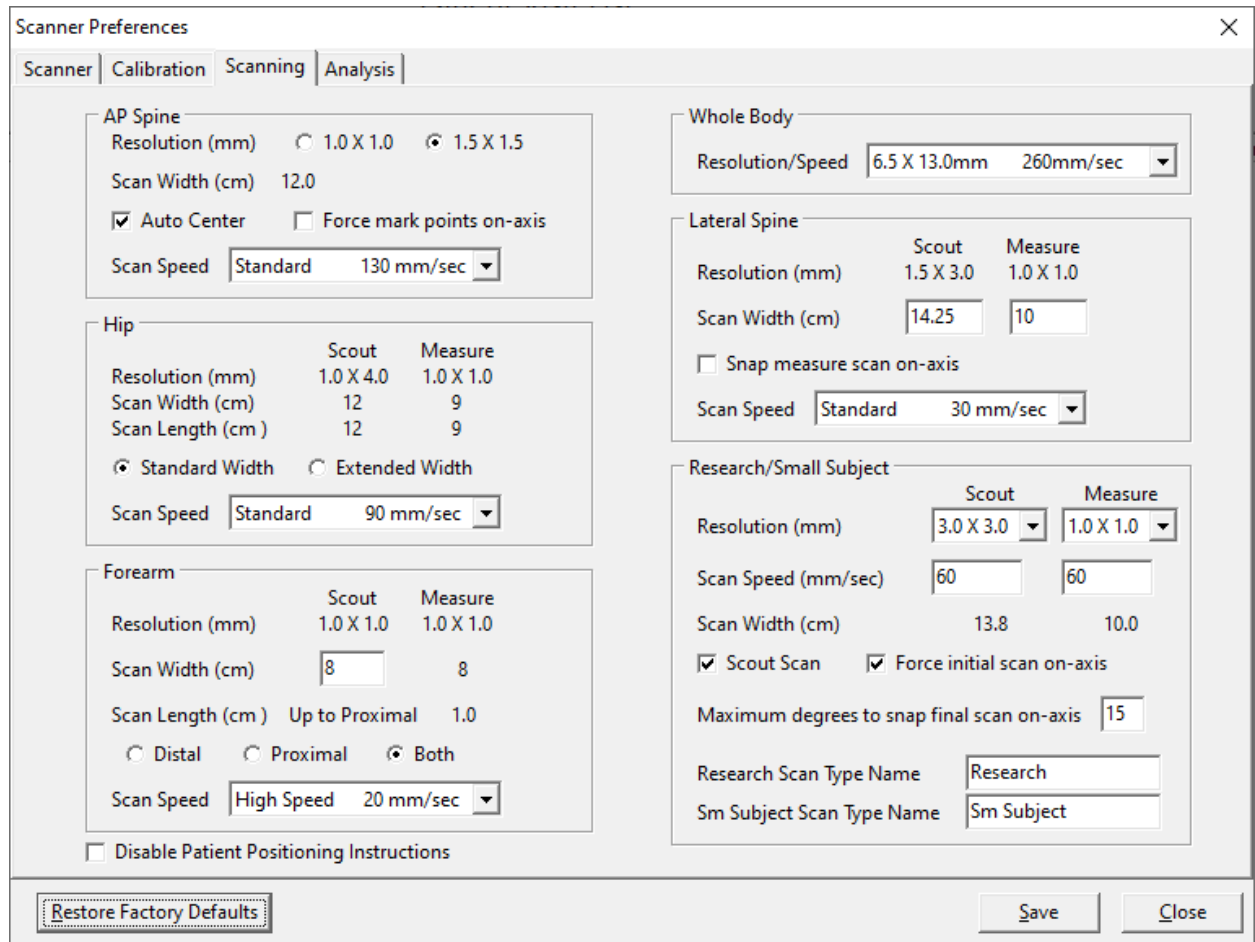 Scanner Preferences
Scanner Calibration Scanning Analysis
AP Spine
Resolution (mm) 1.0 X 1.0 1.5 X 1.5
Scan Width (cm) 12.0
Auto Center Force mark points on-axis
Scan Speed Standard 130 mm/sec
Hip
Scout Measure
Resolution (mm) 1.0 X 4.0 1.0 X 1.0
Scan Width (cm) 12 9
Scan Length (cm ) 12 9
Standard Width Extended Width
Scan Speed Standard 90 mm/sec
Forearm
Scout Measure
Resolution (mm) 1.0 X 1.0 1.0 X 1.0
Scan Width (cm) 8 8
Scan Length (cm ) Up to Proximal 1.0
Distal Proximal Both
Scan Speed High Speed 20 mm/sec
Disable Patient Positioning Instructions
Whole Body
Resolution/Speed 6.5 X 13.0mm 260mm/sec
Lateral Spine
Scout Measure
Resolution (mm) 1.5 X 3.0 1.0 X 1.0
Scan Width (cm) 14.25 10
Snap measure scan on-axis
Scan Speed Standard 30 mm/sec
Research/Small Subject
Scout Measure
Resolution (mm) 3.0 X 3.0 1.0 X 1.0
Scan Speed (mm/sec) 60 60
Scan Width (cm) 13.8 10.0
Scout Scan Force initial scan on-axis
Maximum degrees to snap final scan on-axis 15
Research Scan Type Name Research
Sm Subject Scan Type Name Sm Subject
Restore Factory Defaults Save Close